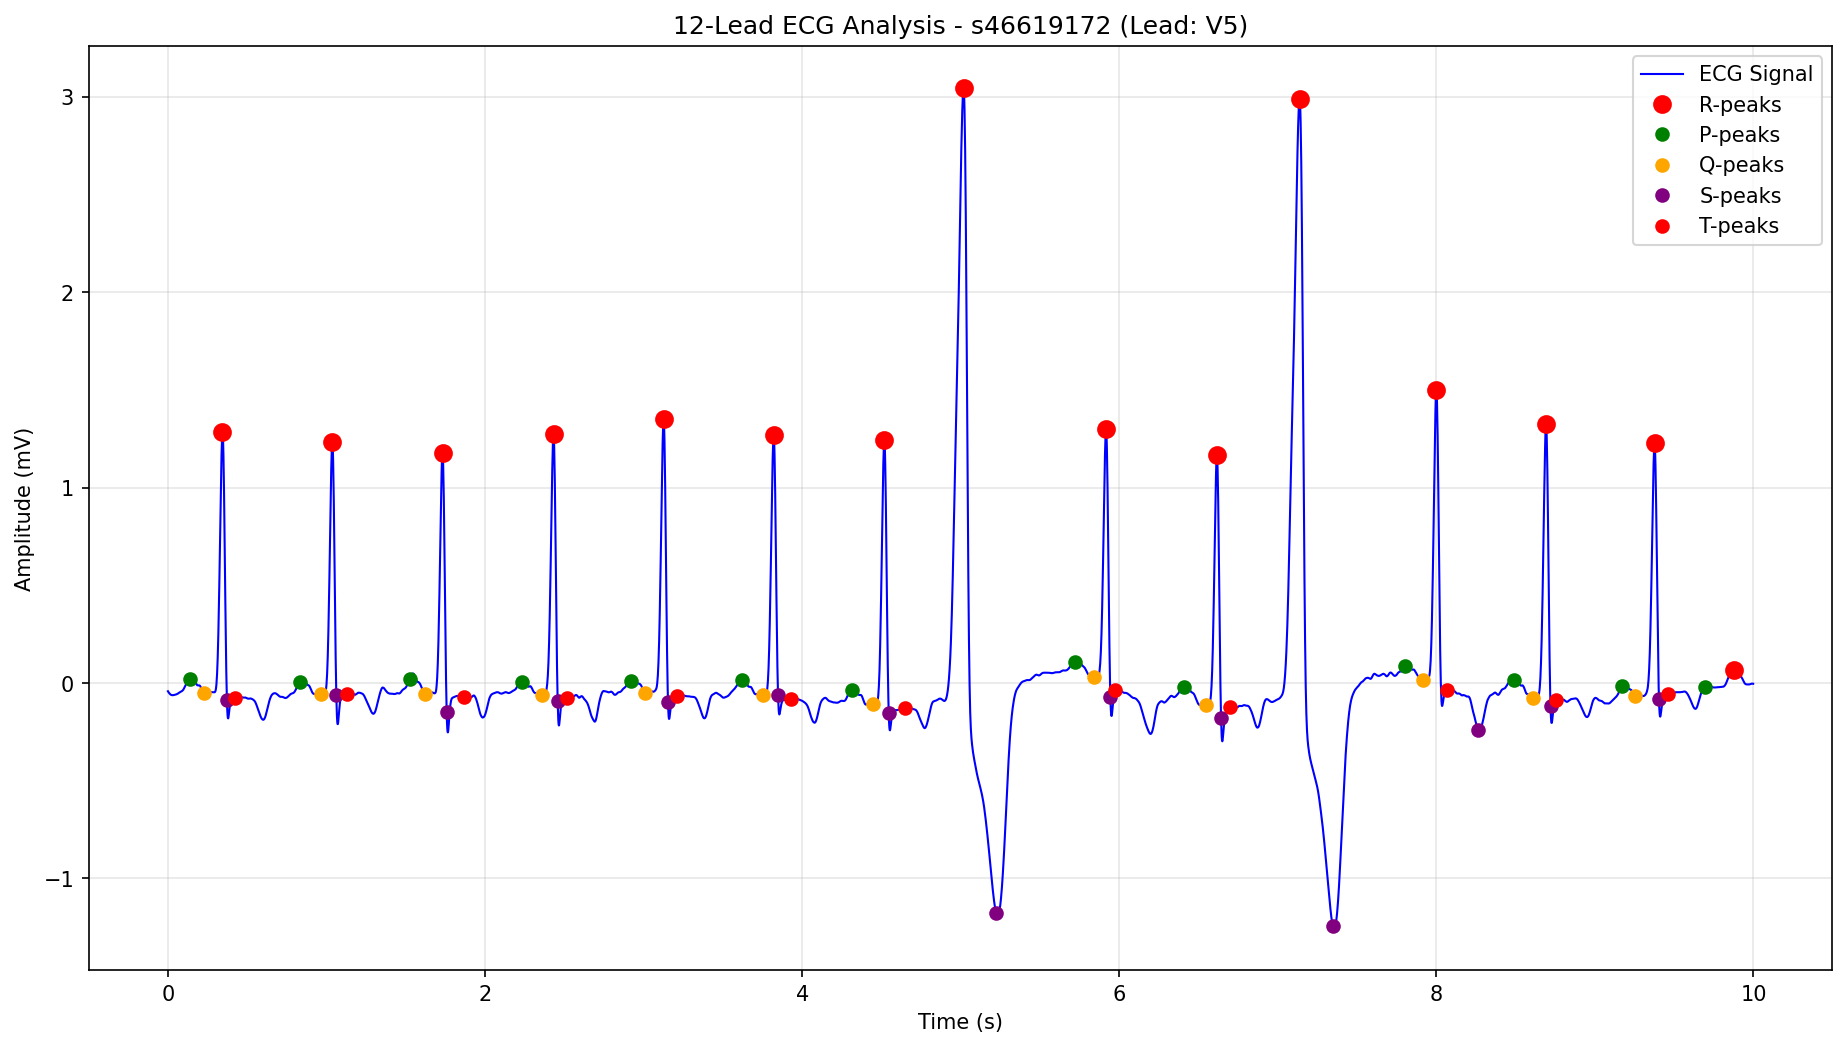 12-Lead ECG Analysis - s46619172 (Lead: V5)
ECG Signal
R-peaks
P-peaks
Q-peaks
S-peaks
T-peaks
Amplitude (mV)
3
2
1
0
−1
0
2
4
6
8
10
Time (s)